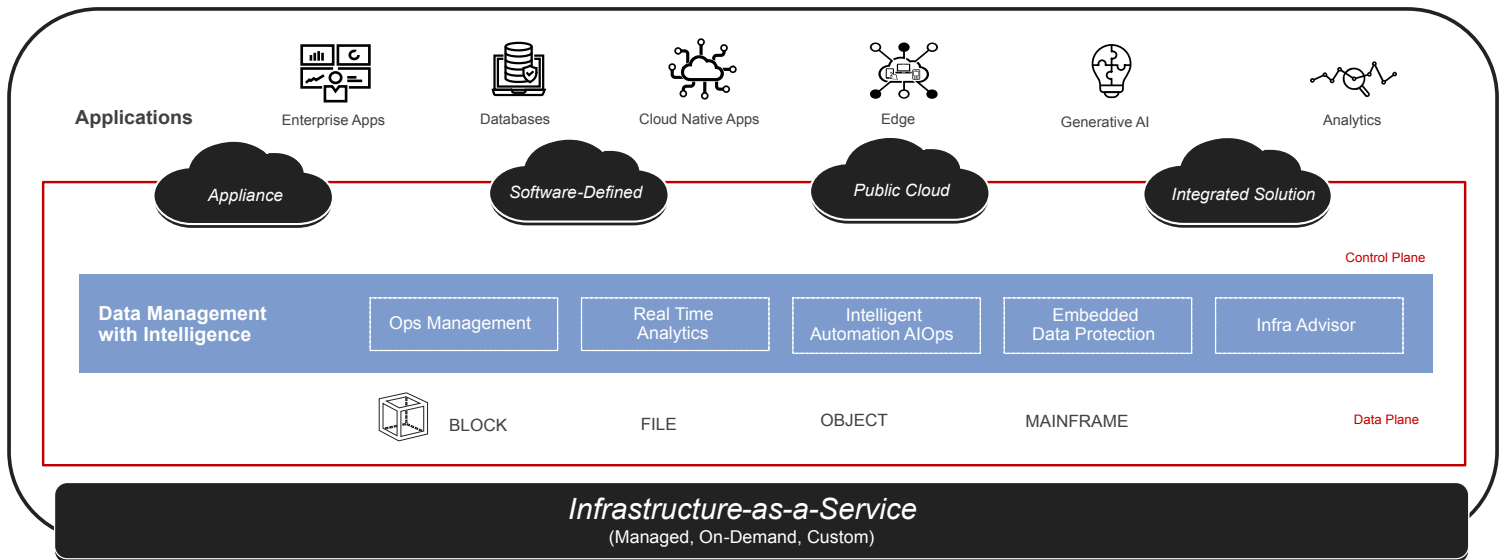 Applications
Enterprise Apps
Databases
Cloud Native Apps
Edge
Generative AI
Analytics
Appliance
Software-Defined
Public Cloud
Integrated Solution
Control Plane
Data Management
with Intelligence
Ops Management
Real Time
Analytics
Intelligent
Automation AIOps
Embedded
Data Protection
Infra Advisor
BLOCK
FILE
OBJECT
MAINFRAME
Data Plane
Infrastructure-as-a-Service
(Managed, On-Demand, Custom)